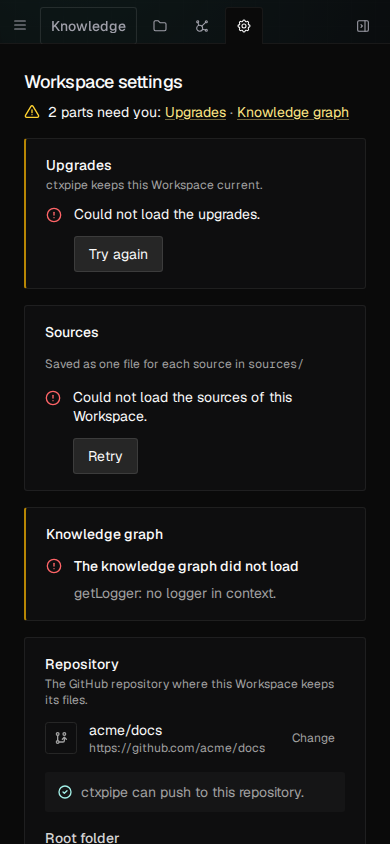 Knowledge
Workspace settings
2 parts need you: Upgrades · Knowledge graph
Upgrades
ctxpipe keeps this Workspace current.
Could not load the upgrades.
Try again
Sources
Saved as one file for each source in sources/
Could not load the sources of this
Workspace.
Retry
Knowledge graph
The knowledge graph did not load
getLogger: no logger in context.
Repository
The GitHub repository where this Workspace keeps
its files.
acme/docs
https://github.com/acme/docs
Change
ctxpipe can push to this repository.
Root folder